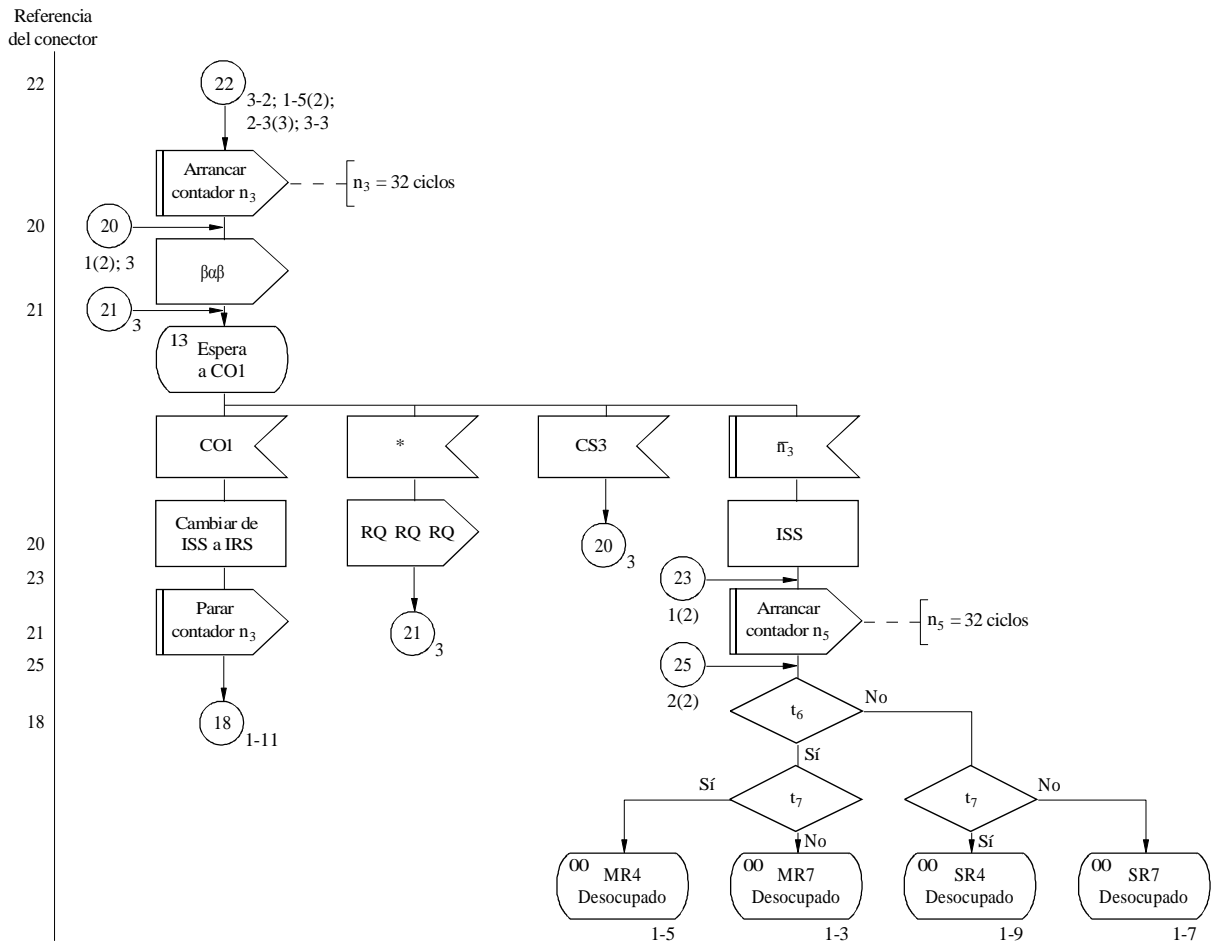 Referencia
del conector
22
22
3-2; 1-5(2);
2-3(3); 3-3
Arrancar
contador n₃
n₃ = 32 ciclos
20
20
1(2); 3
βαβ
21
21
3
13
Espera
a CO1
CO1
*
CS3
n̄₃
Cambiar de
ISS a IRS
RQ RQ RQ
20
3
ISS
20
23
23
1(2)
Parar
contador n₃
21
3
Arrancar
contador n₅
n₅ = 32 ciclos
21
25
25
2(2)
18
18
1-11
t₆
No
Sí
Sí
t₇
No
t₇
No
Sí
00
MR4
Desocupado
1-5
00
MR7
Desocupado
1-3
00
SR4
Desocupado
1-9
00
SR7
Desocupado
1-7